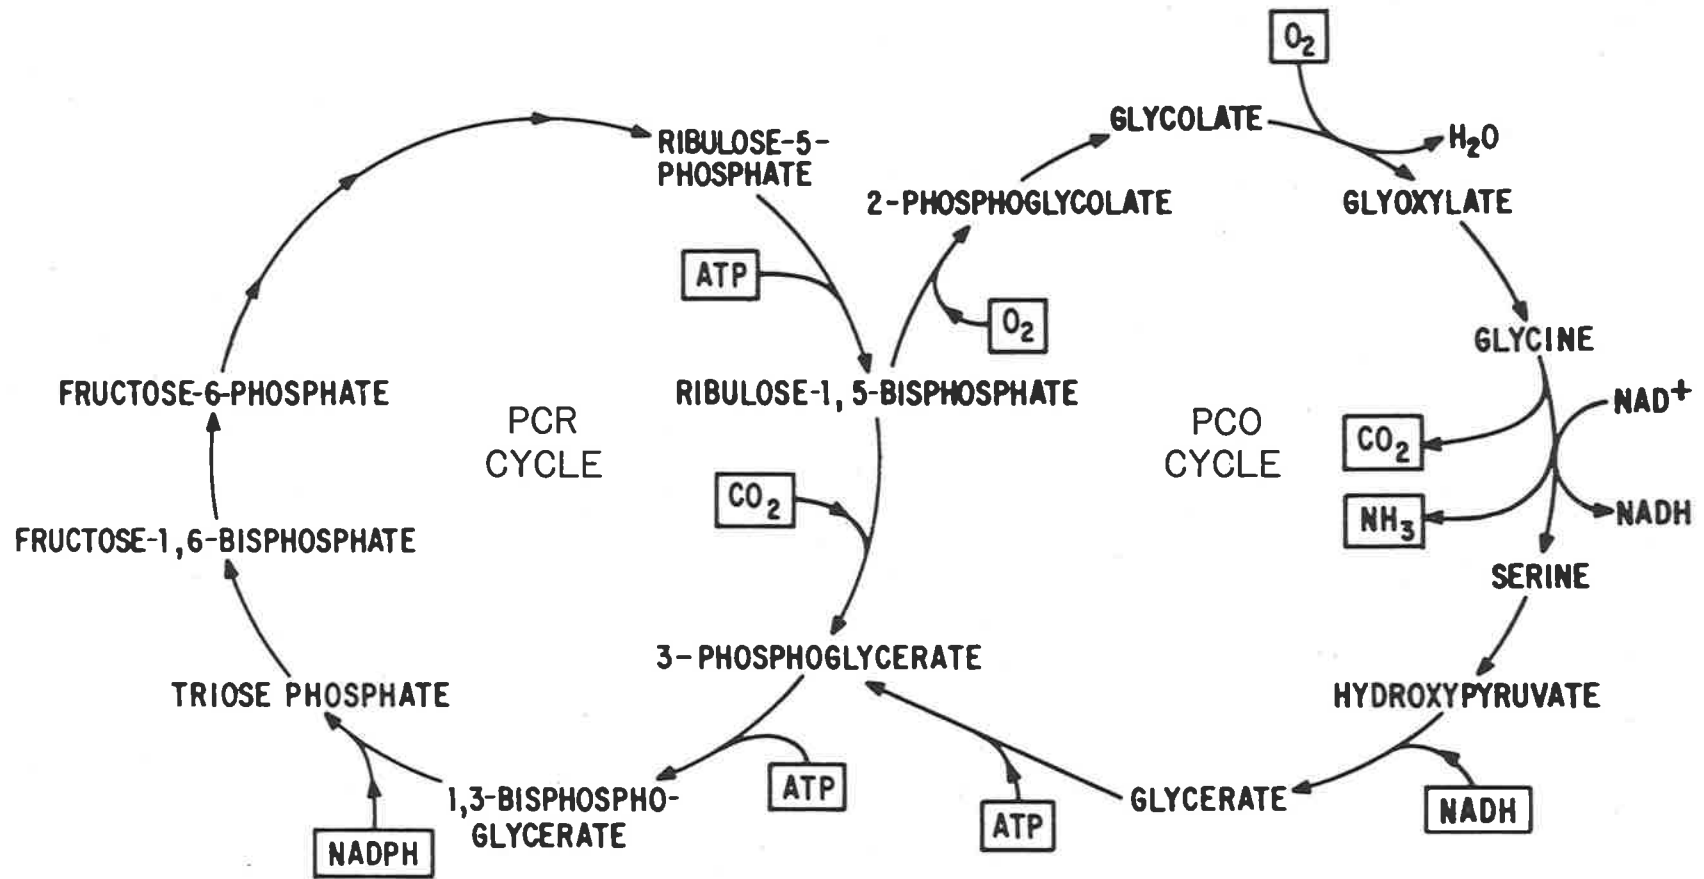 O2
GLYCOLATE
H2O
RIBULOSE-5-
PHOSPHATE
2-PHOSPHOGLYCOLATE
GLYOXYLATE
ATP
O2
GLYCINE
FRUCTOSE-6-PHOSPHATE
RIBULOSE-1,5-BISPHOSPHATE
NAD+
PCR
CYCLE
PCO
CYCLE
CO2
CO2
NH3
NADH
FRUCTOSE-1,6-BISPHOSPHATE
SERINE
3-PHOSPHOGLYCERATE
TRIOSE PHOSPHATE
HYDROXYPYRUVATE
ATP
1,3-BISPHOSPHO-
GLYCERATE
GLYCERATE
NADH
ATP
NADPH